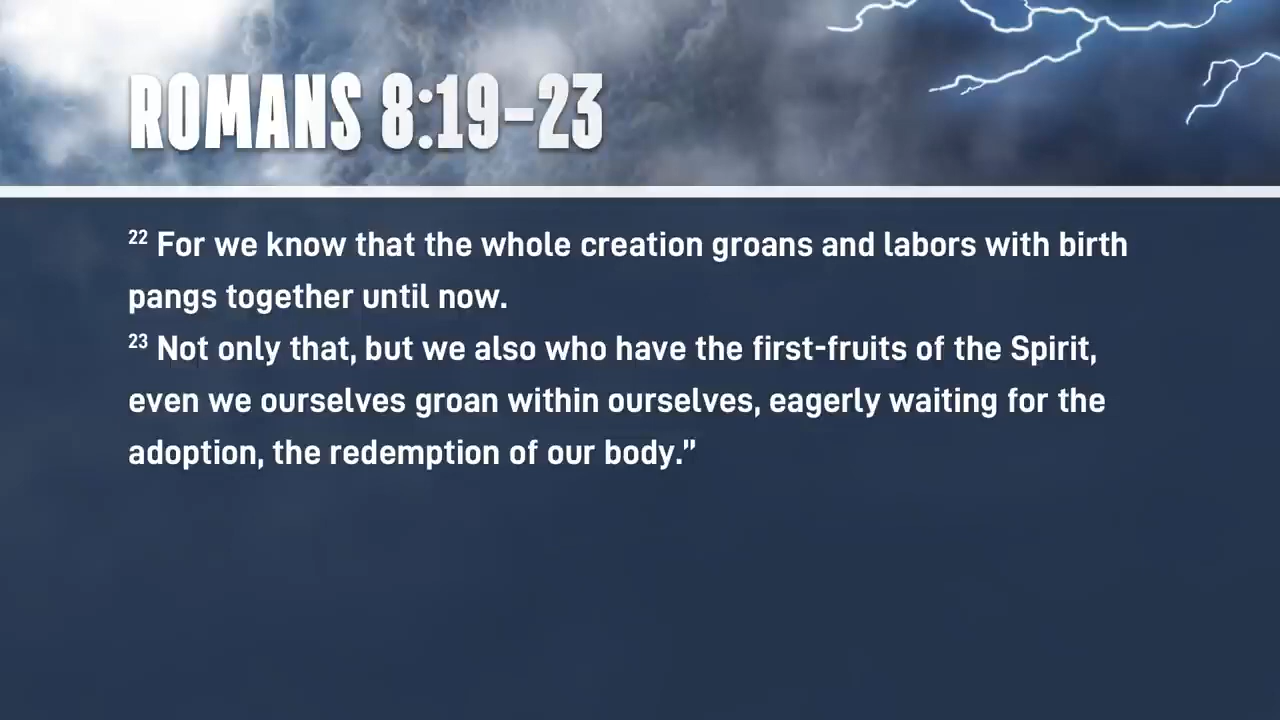 ROMANS 8:19-23
22 For we know that the whole creation groans and labors with birth
pangs together until now.
23 Not only that, but we also who have the first-fruits of the Spirit,
even we ourselves groan within ourselves, eagerly waiting for the
adoption, the redemption of our body.”